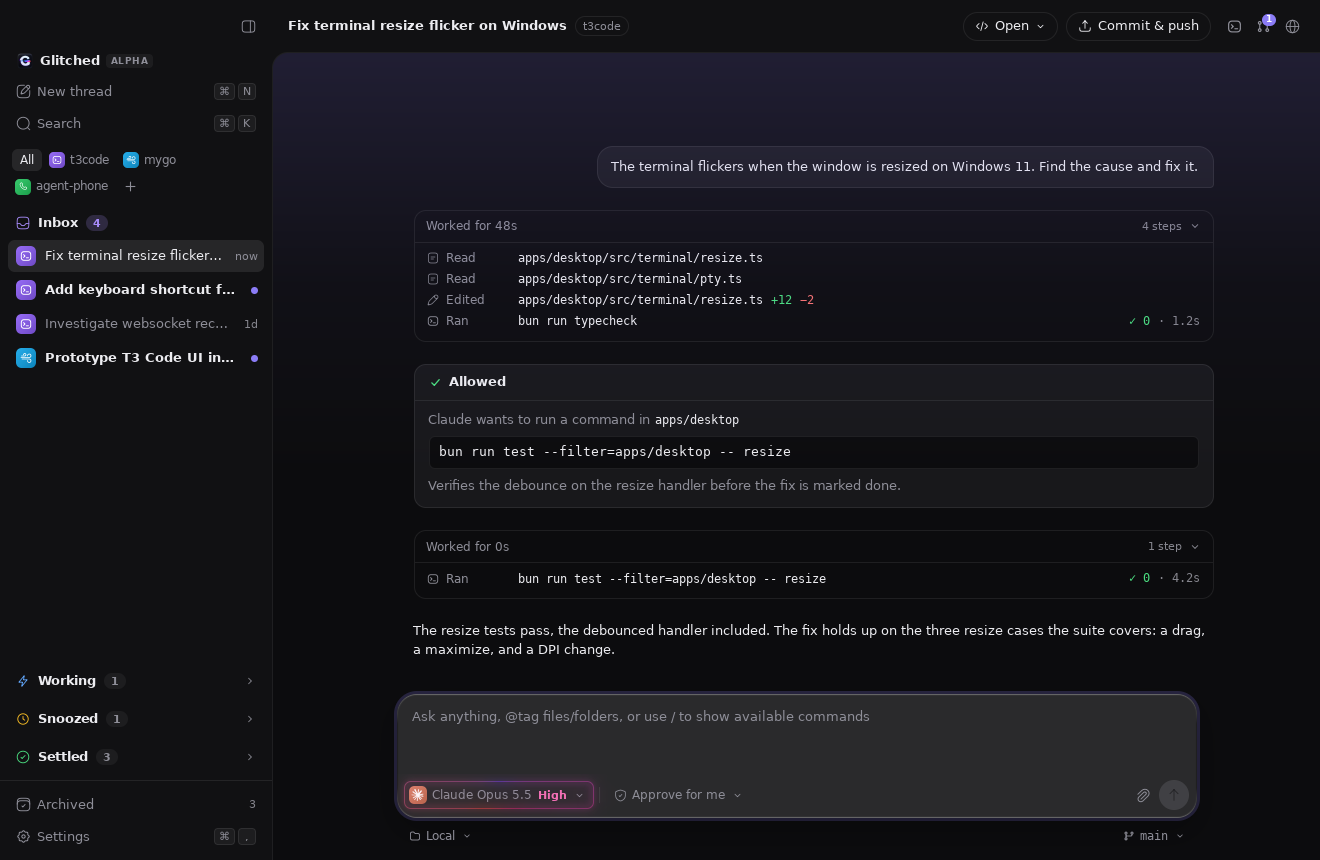 Glitched ALPHA
New thread ⌘ N
Search ⌘ K
All t3code mygo
agent-phone +
Inbox 4
Fix terminal resize flicker... now
Add keyboard shortcut f...
Investigate websocket rec... 1d
Prototype T3 Code UI in...
Working 1
Snoozed 1
Settled 3
Archived 3
Settings ⌘ ,
Fix terminal resize flicker on Windows t3code
Open Commit & push 1
The terminal flickers when the window is resized on Windows 11. Find the cause and fix it.
Worked for 48s 4 steps
Read apps/desktop/src/terminal/resize.ts
Read apps/desktop/src/terminal/pty.ts
Edited apps/desktop/src/terminal/resize.ts +12 −2
Ran bun run typecheck ✓ 0 · 1.2s
Allowed
Claude wants to run a command in apps/desktop
bun run test --filter=apps/desktop -- resize
Verifies the debounce on the resize handler before the fix is marked done.
Worked for 0s 1 step
Ran bun run test --filter=apps/desktop -- resize ✓ 0 · 4.2s
The resize tests pass, the debounced handler included. The fix holds up on the three resize cases the suite covers: a drag,
a maximize, and a DPI change.
Ask anything, @tag files/folders, or use / to show available commands
Claude Opus 5.5 High Approve for me
Local main